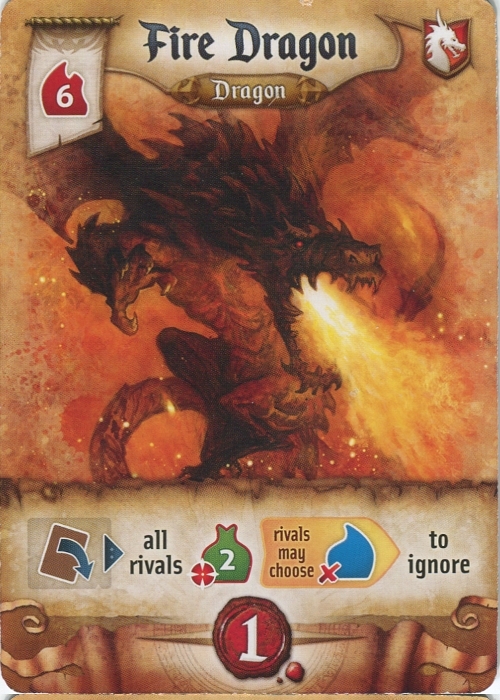 Fire Dragon
Dragon
6
all
rivals
2
rivals
may
choose
to
ignore
1